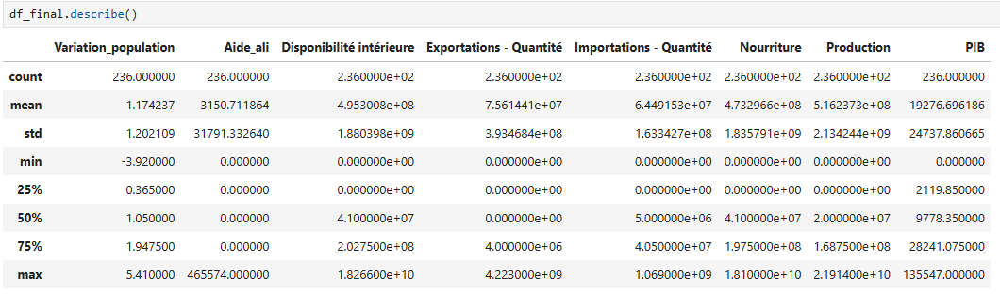 df_final.describe()
Variation_population Aide_ali Disponibilité intérieure Exportations - Quantité Importations - Quantité Nourriture Production PIB
count 236.000000 236.000000 2.360000e+02 2.360000e+02 2.360000e+02 2.360000e+02 2.360000e+02 236.000000
mean 1.174237 3150.711864 4.953008e+08 7.561441e+07 6.449153e+07 4.732966e+08 5.162373e+08 19276.696186
std 1.202109 31791.332640 1.880398e+09 3.934684e+08 1.633427e+08 1.835791e+09 2.134244e+09 24737.860665
min -3.920000 0.000000 0.000000e+00 0.000000e+00 0.000000e+00 0.000000e+00 0.000000e+00 0.000000
25% 0.365000 0.000000 0.000000e+00 0.000000e+00 0.000000e+00 0.000000e+00 0.000000e+00 2119.850000
50% 1.050000 0.000000 4.100000e+07 0.000000e+00 5.000000e+06 4.100000e+07 2.000000e+07 9778.350000
75% 1.947500 0.000000 2.027500e+08 4.000000e+06 4.050000e+07 1.975000e+08 1.687500e+08 28241.075000
max 5.410000 465574.000000 1.826600e+10 4.223000e+09 1.069000e+09 1.810000e+10 2.191400e+10 135547.000000